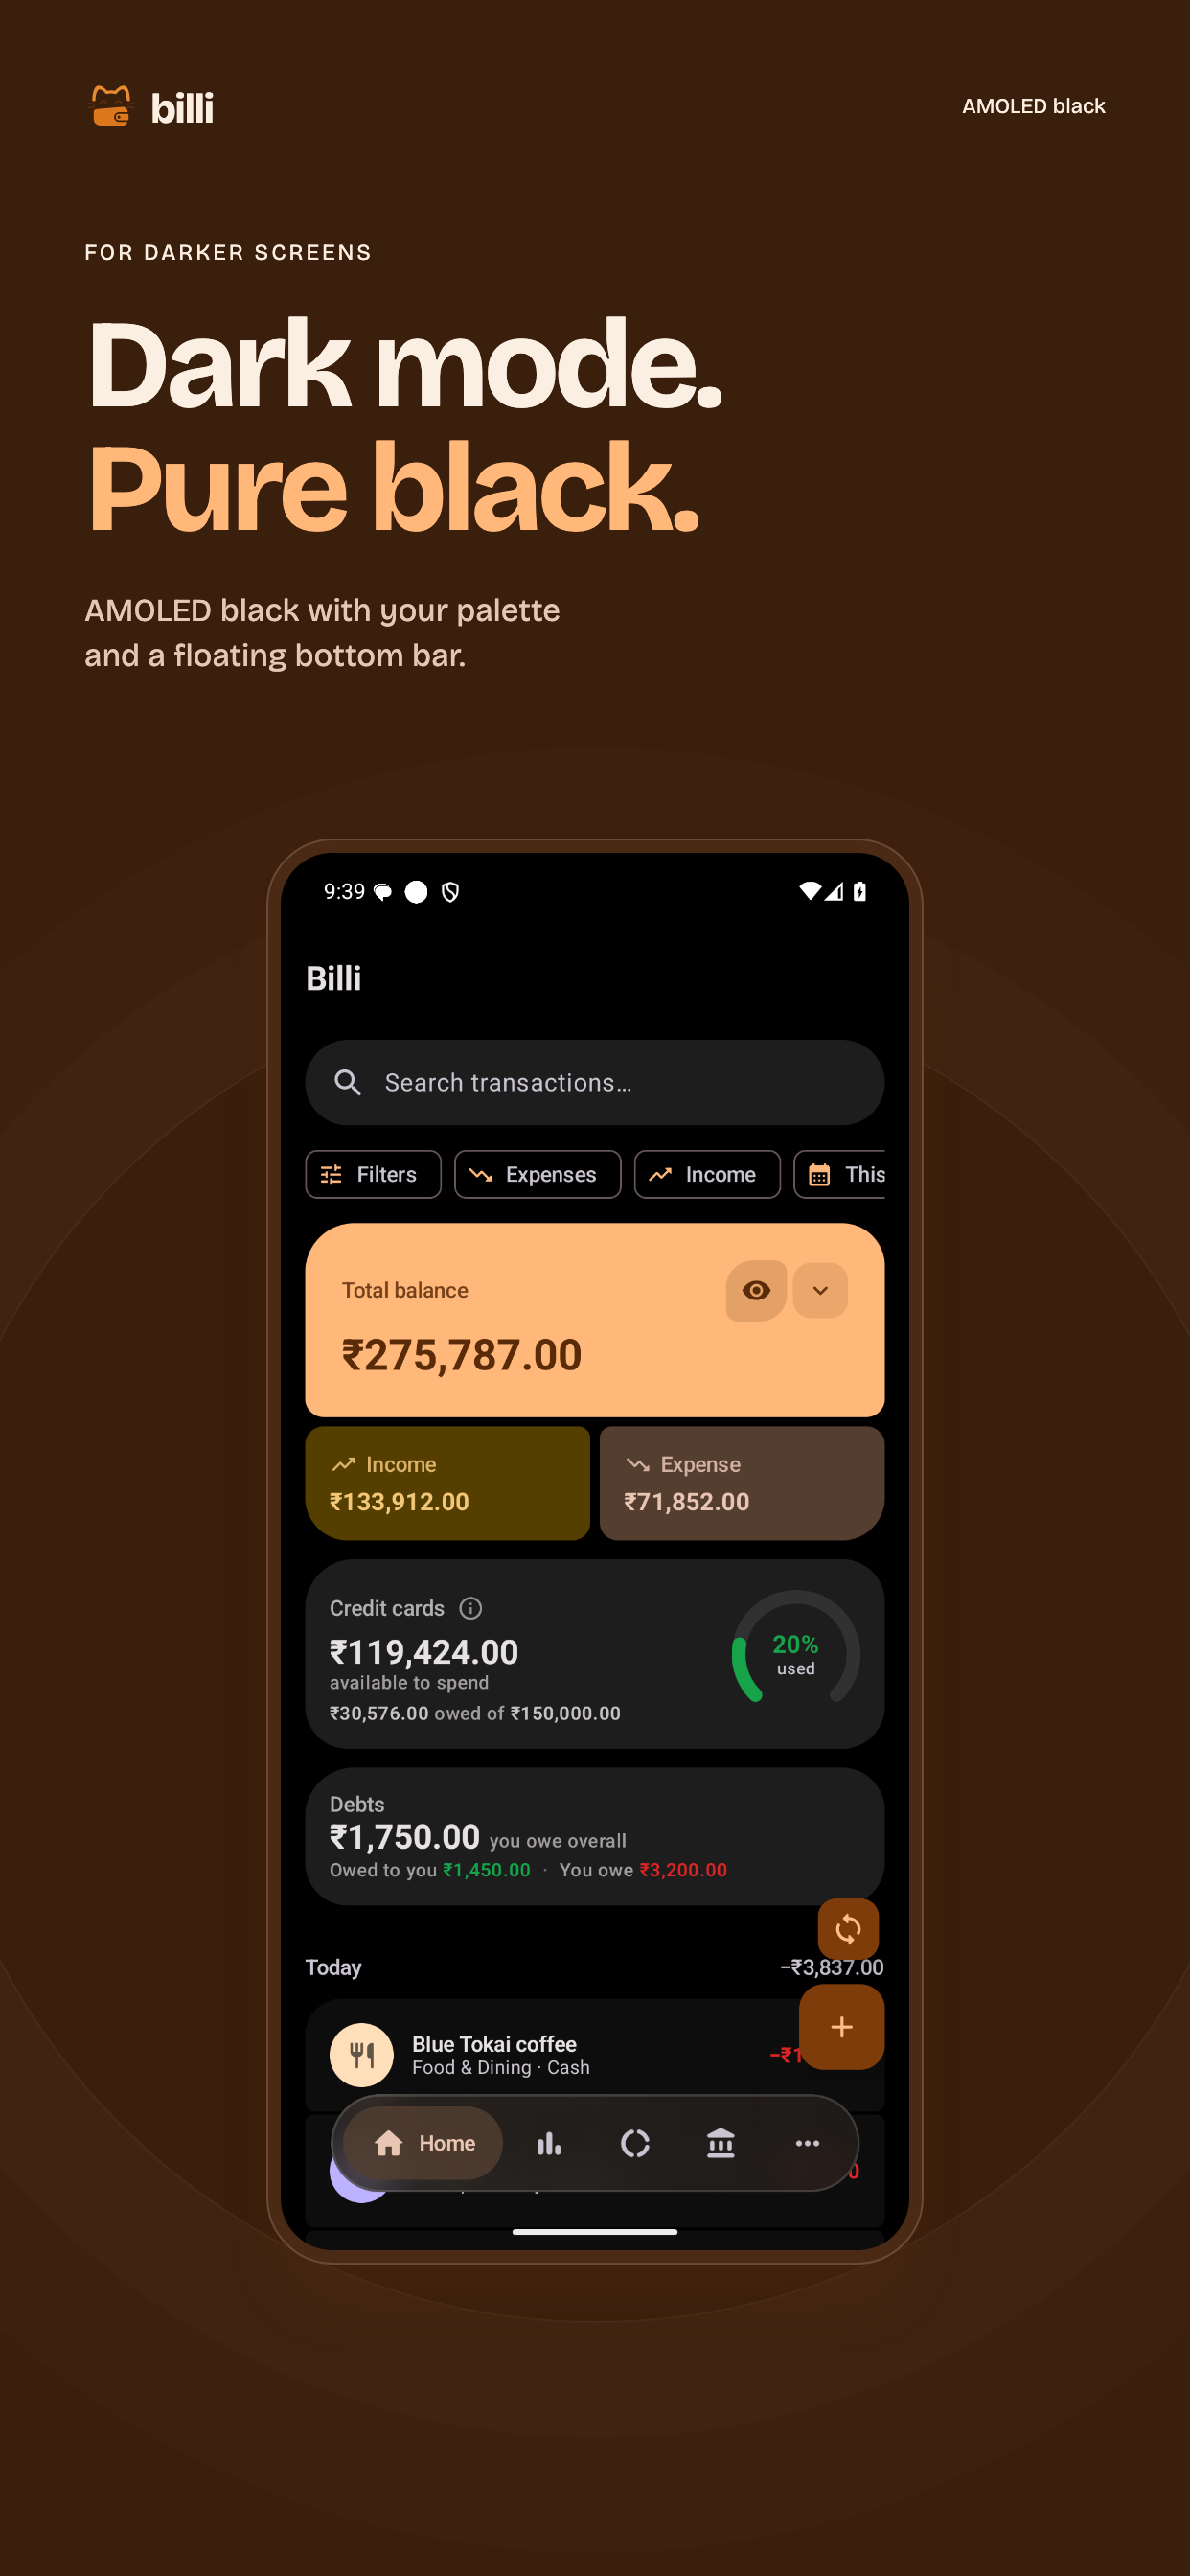 billi
AMOLED black
FOR DARKER SCREENS
Dark mode.
Pure black.
AMOLED black with your palette
and a floating bottom bar.
9:39
Billi
Search transactions...
Filters
Expenses
Income
This
Total balance
₹275,787.00
Income
₹133,912.00
Expense
₹71,852.00
Credit cards
₹119,424.00
available to spend
₹30,576.00 owed of ₹150,000.00
20%
used
Debts
₹1,750.00 you owe overall
Owed to you ₹1,450.00 · You owe ₹3,200.00
Today
−₹3,837.00
Blue Tokai coffee
Food & Dining · Cash
Home